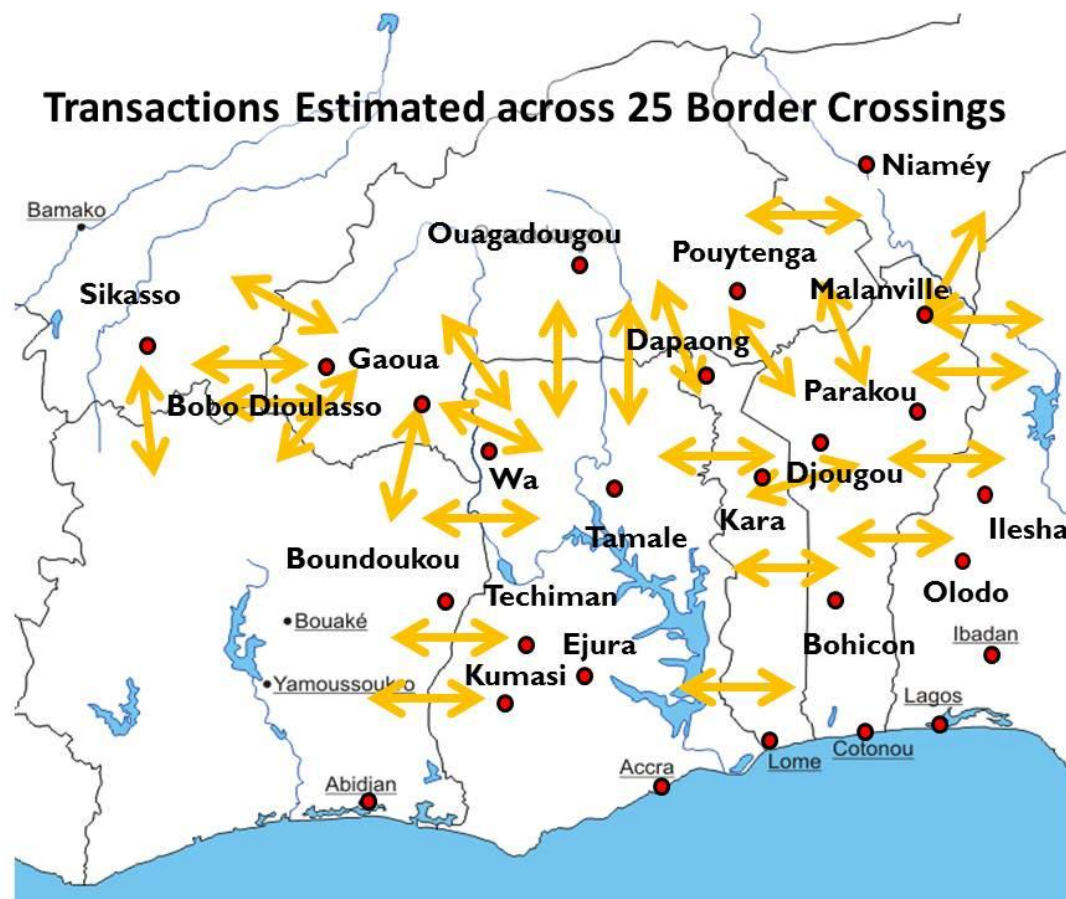 Transactions Estimated across 25 Border Crossings
Niaméy
Bamako
Ouagadougou
Pouytenga
Sikasso
Malanville
Dapaong
Gaoua
Parakou
Bobo Dioulasso
Wa
Djougou
Kara
Ilesha
Tamale
Boundoukou
Techiman
Olodo
Bouaké
Ejura
Bohicon
Ibadan
Kumasi
Yamoussoukro
Lagos
Cotonou
Lome
Accra
Abidjan